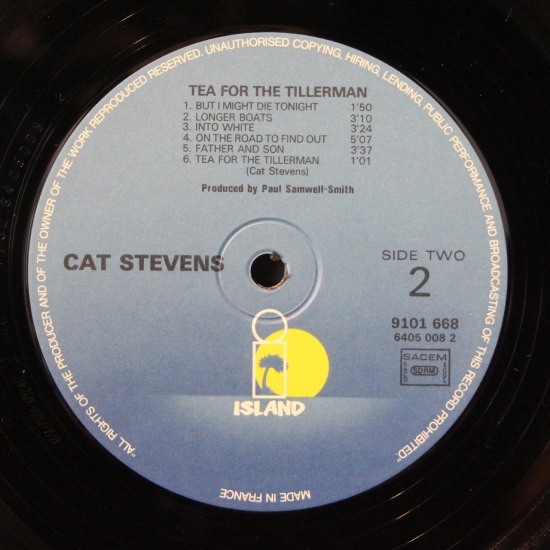 "ALL RIGHTS OF THE PRODUCER AND OF THE OWNER OF THE WORK REPRODUCED RESERVED. UNAUTHORISED COPYING, HIRING, LENDING, PUBLIC PERFORMANCE AND BROADCASTING OF THIS RECORD PROHIBITED."
TEA FOR THE TILLERMAN
1. BUT I MIGHT DIE TONIGHT 1'50
2. LONGER BOATS 3'10
3. INTO WHITE 3'24
4. ON THE ROAD TO FIND OUT 5'07
5. FATHER AND SON 3'37
6. TEA FOR THE TILLERMAN 1'01
(Cat Stevens)
Produced by Paul Samwell-Smith
CAT STEVENS
SIDE TWO
2
9101 668
6405 008 2
SACEM
SDRM
ISLAND
MADE IN FRANCE